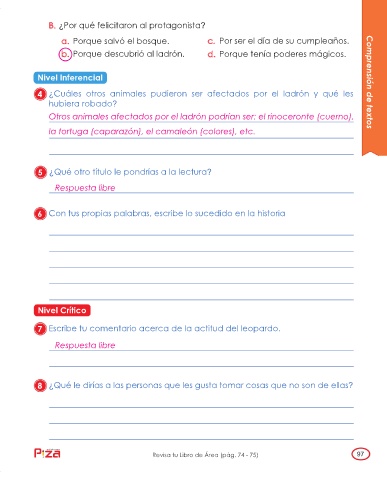 B. ¿Por qué felicitaron al protagonista?
a. Porque salvó el bosque.
c. Por ser el día de su cumpleaños.
b. Porque descubrió al ladrón.
d. Porque tenía poderes mágicos.
Comprensión de textos
Nivel Inferencial
4 ¿Cuáles otros animales pudieron ser afectados por el ladrón y qué les
hubiera robado?
Otros animales afectados por el ladrón podrían ser: el rinoceronte (cuerno),
la tortuga (caparazón), el camaleón (colores), etc.
5 ¿Qué otro título le pondrías a la lectura?
Respuesta libre
6 Con tus propias palabras, escribe lo sucedido en la historia
Nivel Crítico
7 Escribe tu comentario acerca de la actitud del leopardo.
Respuesta libre
8 ¿Qué le dirías a las personas que les gusta tomar cosas que no son de ellas?
Revisa tu Libro de Área (pág. 74 - 75)
97